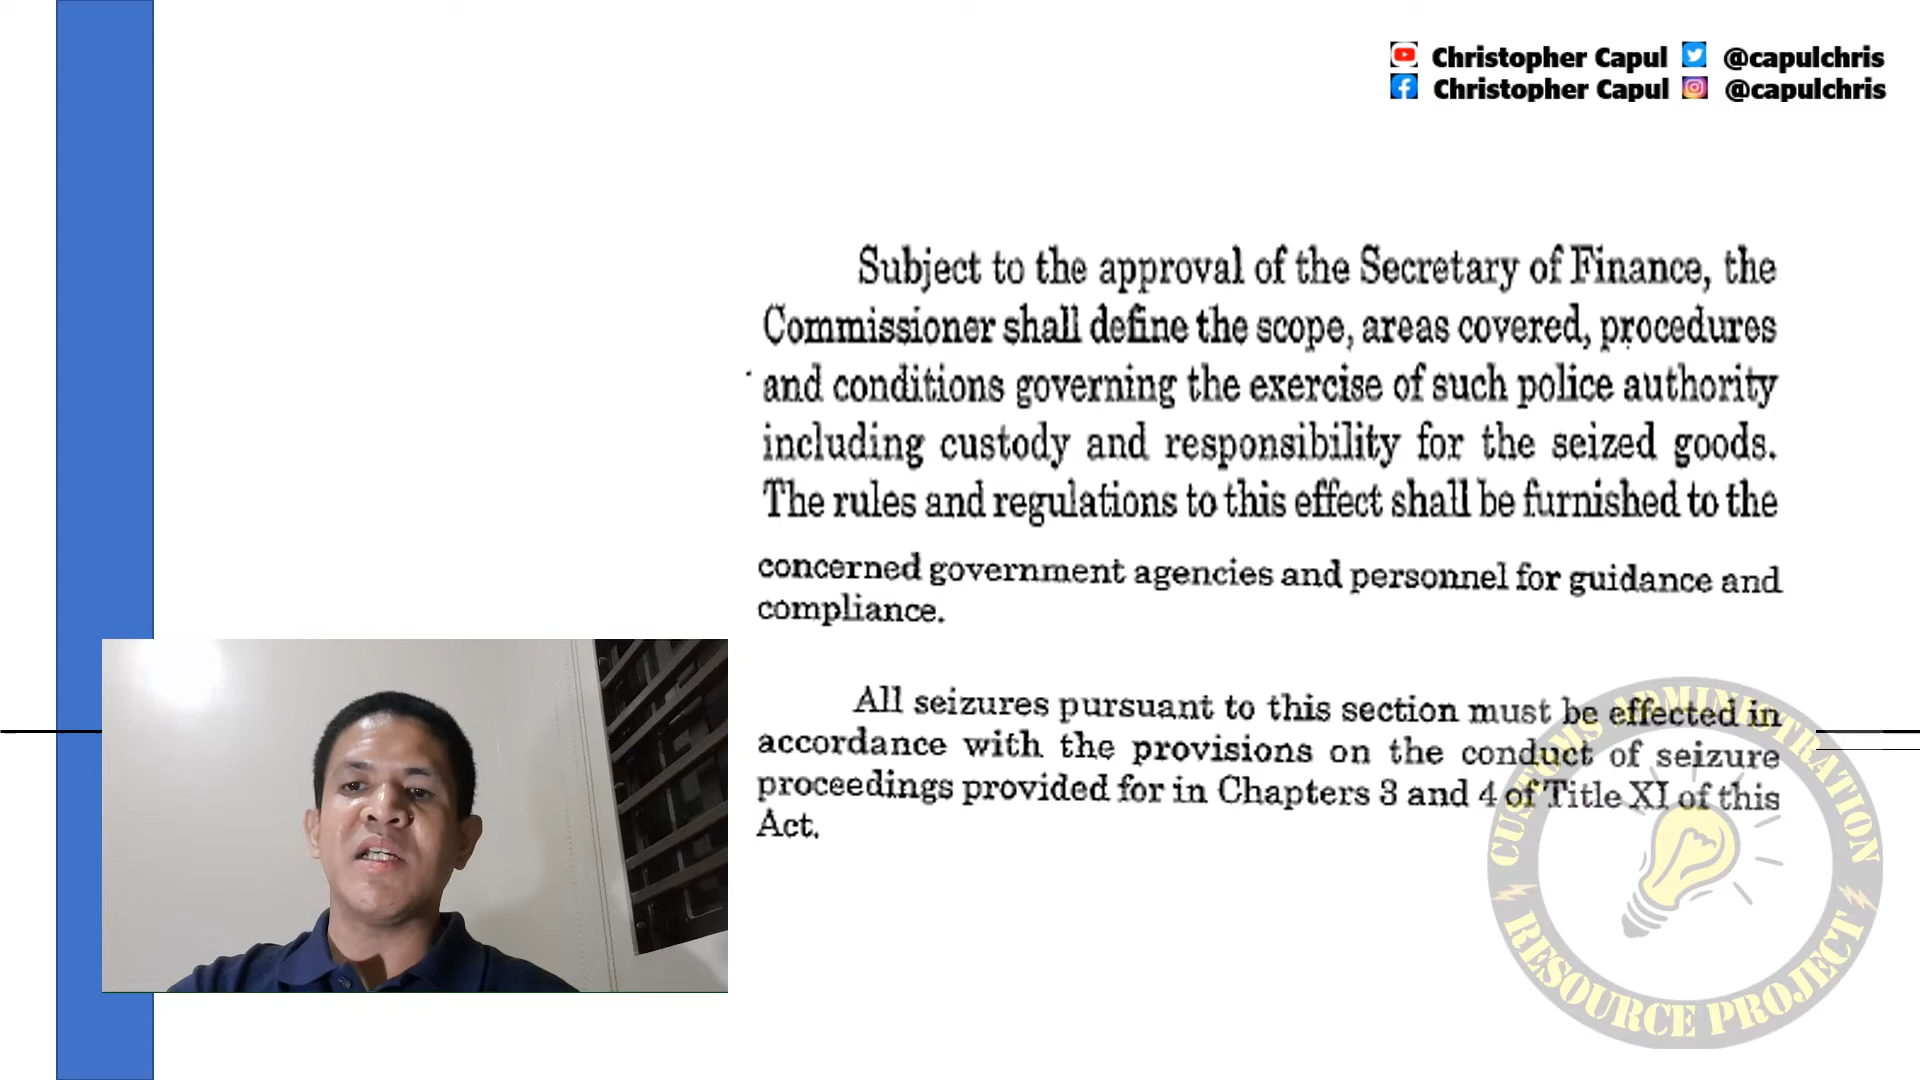 Christopher Capul @capulchris
Christopher Capul @capulchris
Subject to the approval of the Secretary of Finance, the
Commissioner shall define the scope, areas covered, procedures
and conditions governing the exercise of such police authority
including custody and responsibility for the seized goods.
The rules and regulations to this effect shall be furnished to the
concerned government agencies and personnel for guidance and
compliance.
All seizures pursuant to this section must be effected in
accordance with the provisions on the conduct of seizure
proceedings provided for in Chapters 3 and 4 of Title XI of this
Act.
CUSTOMS ADMINISTRATION
RESOURCE PROJECT